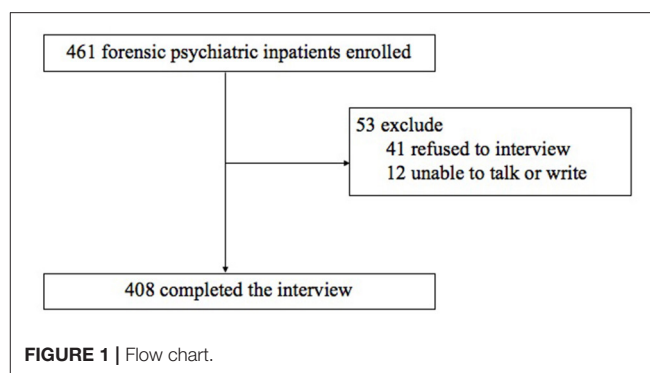 461 forensic psychiatric inpatients enrolled
53 exclude
41 refused to interview
12 unable to talk or write
408 completed the interview
FIGURE 1 | Flow chart.